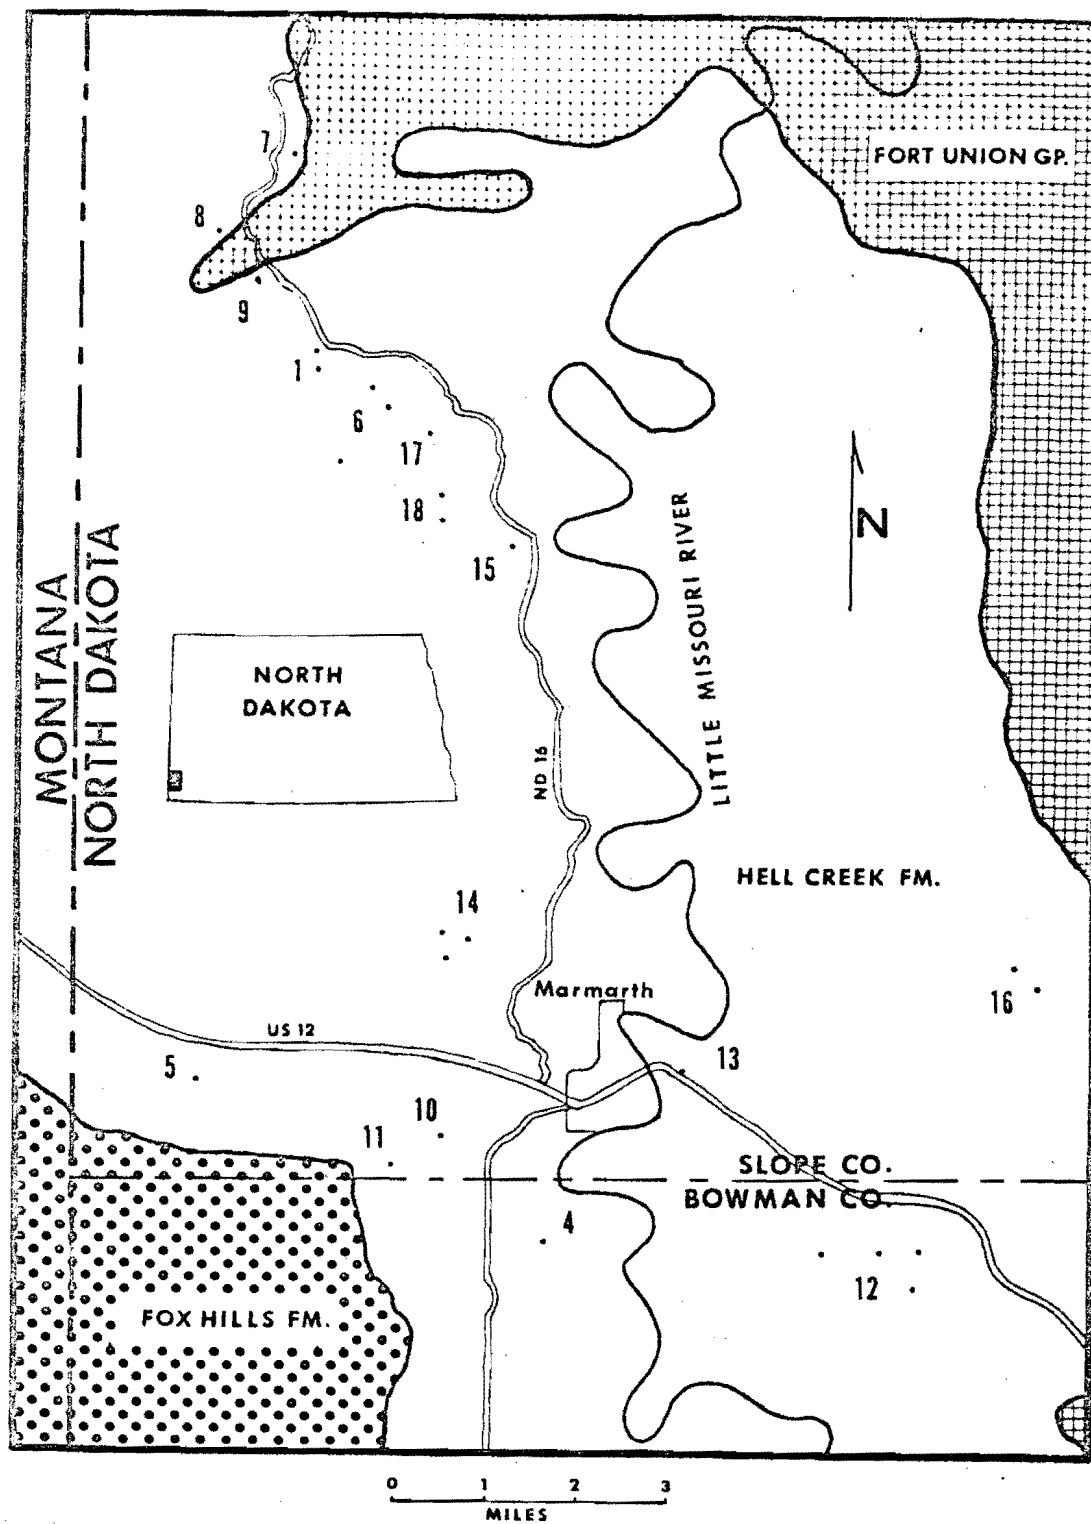 7
FORT UNION GP.
8
9
1
6
17
18
15
N
MONTANA
NORTH DAKOTA
LITTLE MISSOURI RIVER
NORTH
DAKOTA
ND 16
HELL CREEK FM.
14
Marmarth
16
US 12
13
5
10
11
SLOPE CO.
BOWMAN CO.
4
12
FOX HILLS FM.
0 1 2 3
MILES